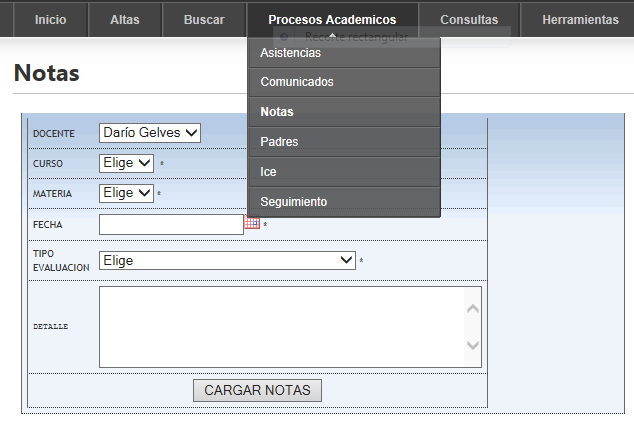 Inicio Altas Buscar Procesos Academicos Consultas Herramientas
Recorte rectangular
Asistencias
Comunicados
Notas
Padres
Ice
Seguimiento
Notas
DOCENTE Darío Gelves
CURSO Elige *
MATERIA Elige *
FECHA *
TIPO EVALUACION Elige *
DETALLE
CARGAR NOTAS